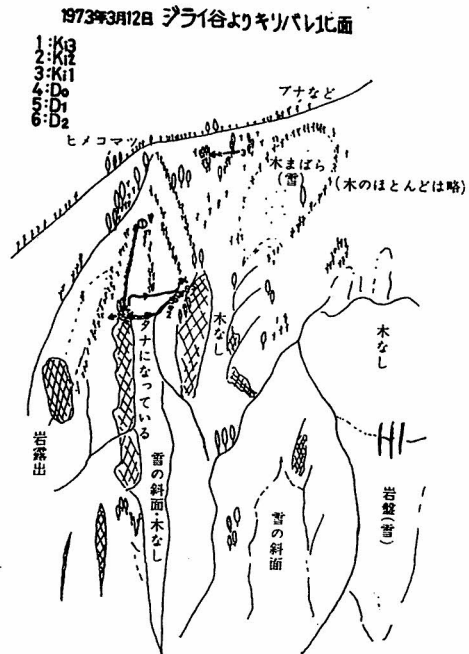 1973年3月12日 ジライ谷よりキリバレ北面
1:Ki3
2:Ki2
3:Ki1
4:D0
5:D1
6:D2
ブナなど
ヒメコマツ
木まばら
(雪)
(木のほとんどは略)
木なし
木なし
タナになっている
岩露出
雪の斜面・木なし
雪の斜面
岩盤(雪)